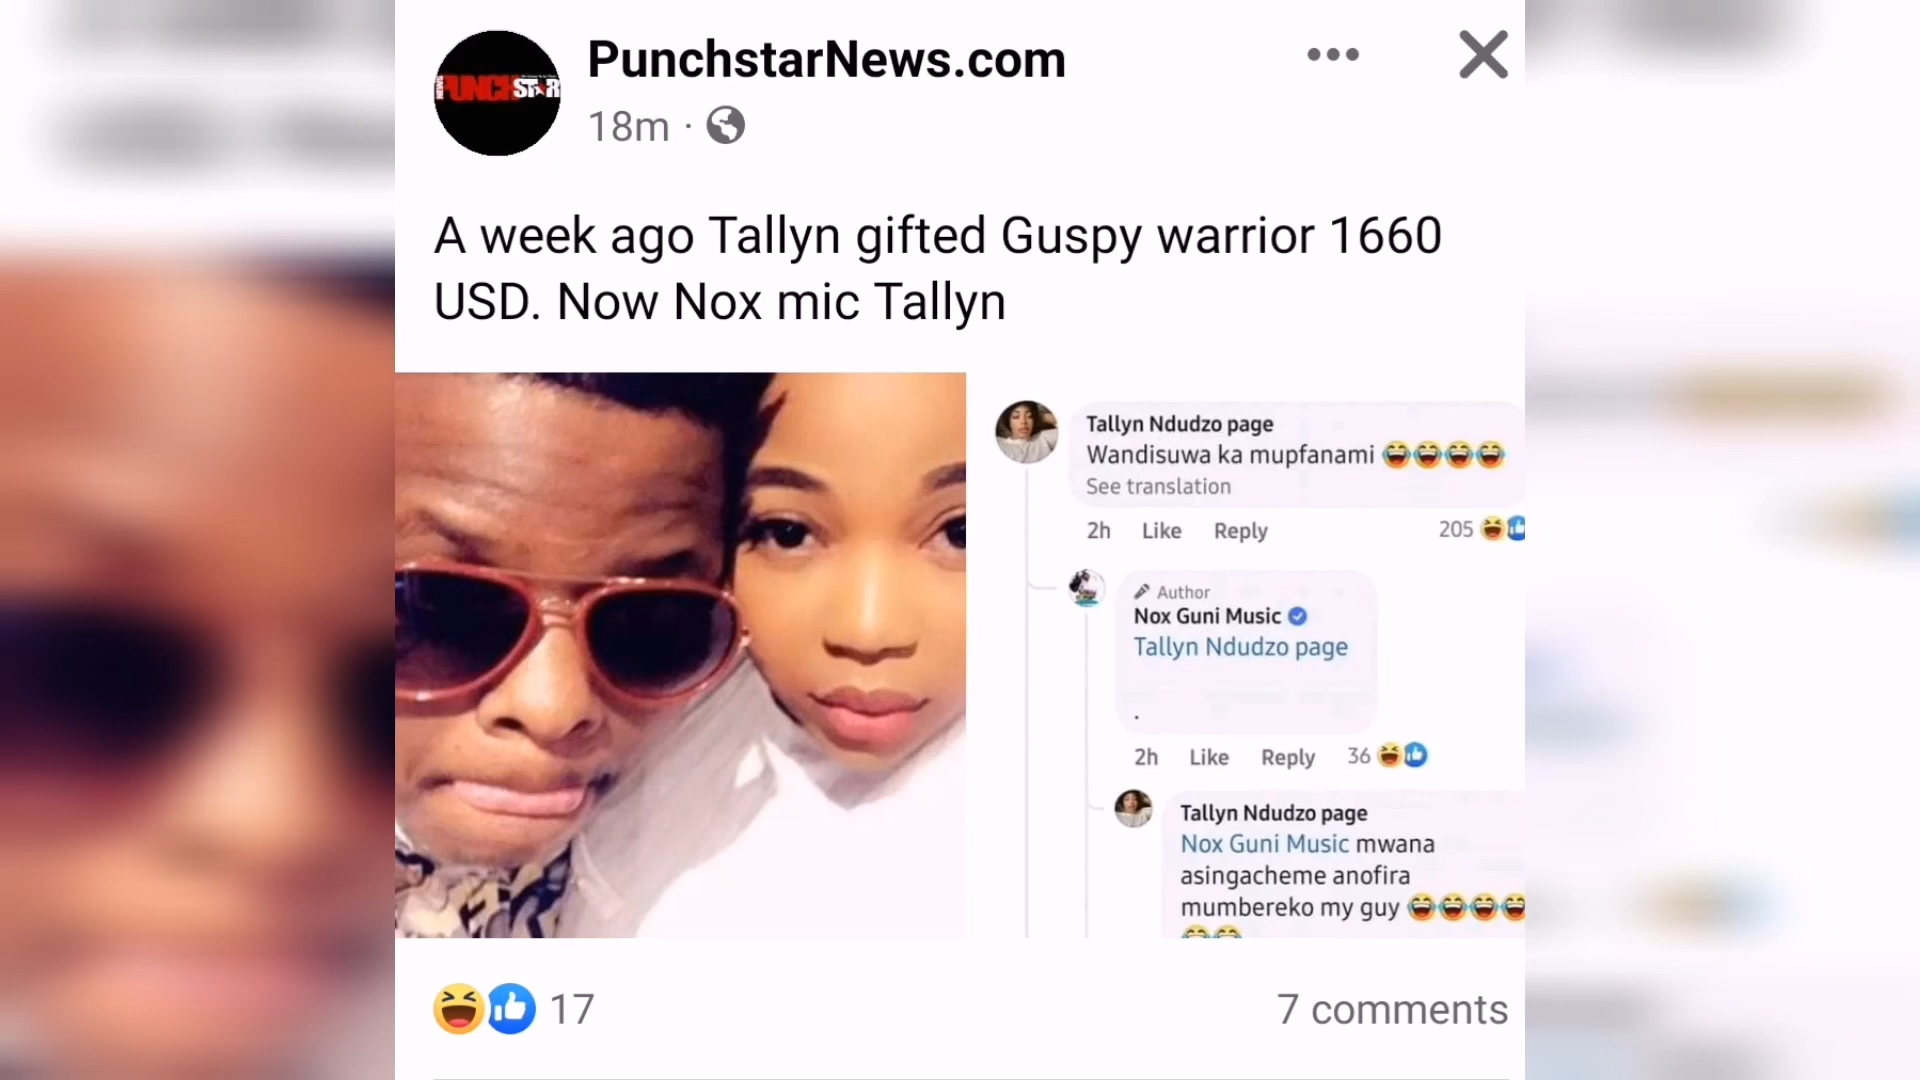 PunchstarNews.com
NEWS PUNCHSTAR
18m ·
A week ago Tallyn gifted Guspy warrior 1660
USD. Now Nox mic Tallyn
Tallyn Ndudzo page
Wandisuwa ka mupfanami 😂😂😂😂
See translation
2h Like Reply 205
Author
Nox Guni Music
Tallyn Ndudzo page
.
2h Like Reply 36
Tallyn Ndudzo page
Nox Guni Music mwana
asingacheme anofira
mumbereko my guy 😂😂😂😂
😂😂
17
7 comments